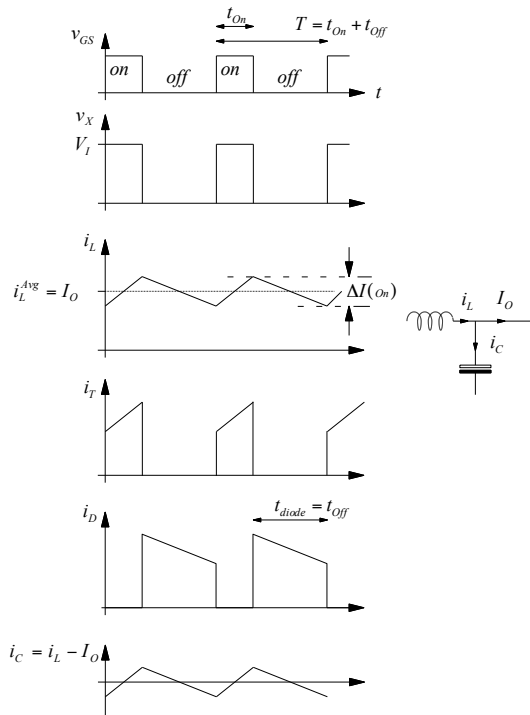 t_On
T = t_On + t_Off
v_GS
on off on off
t
v_X
V_I
i_L
i_L^Avg = I_O
ΔI(On)
i_L I_O
i_C
i_T
i_D
t_diode = t_Off
i_C = i_L − I_O